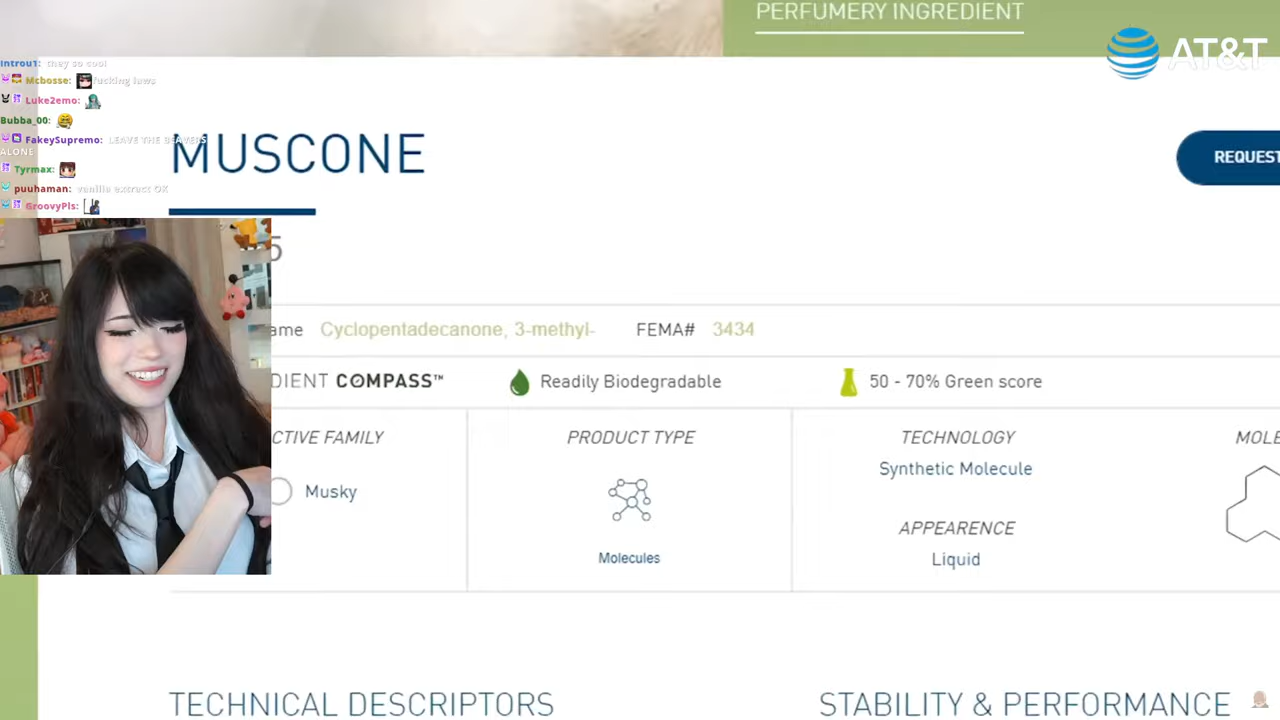 PERFUMERY INGREDIENT
AT&T
Introu1: they so cool
Mcbosse: fucking laws
Luke2emo:
Bubba_00:
FakeySupremo: LEAVE THE BEAVERS
ALONE
Tyrmax:
puuhaman: vanilla extract OK
GroovyPls:
MUSCONE
REQUEST
5
ame Cyclopentadecanone, 3-methyl- FEMA# 3434
DIENT COMPASS™ Readily Biodegradable 50 - 70% Green score
CTIVE FAMILY
Musky
PRODUCT TYPE
Molecules
TECHNOLOGY
Synthetic Molecule
APPEARENCE
Liquid
MOLE
TECHNICAL DESCRIPTORS
STABILITY & PERFORMANCE